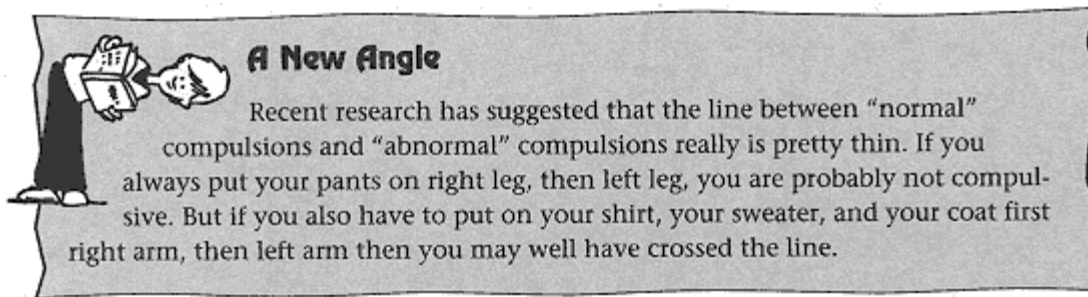 A New Angle
Recent research has suggested that the line between “normal”
compulsions and “abnormal” compulsions really is pretty thin. If you
always put your pants on right leg, then left leg, you are probably not compul-
sive. But if you also have to put on your shirt, your sweater, and your coat first
right arm, then left arm then you may well have crossed the line.